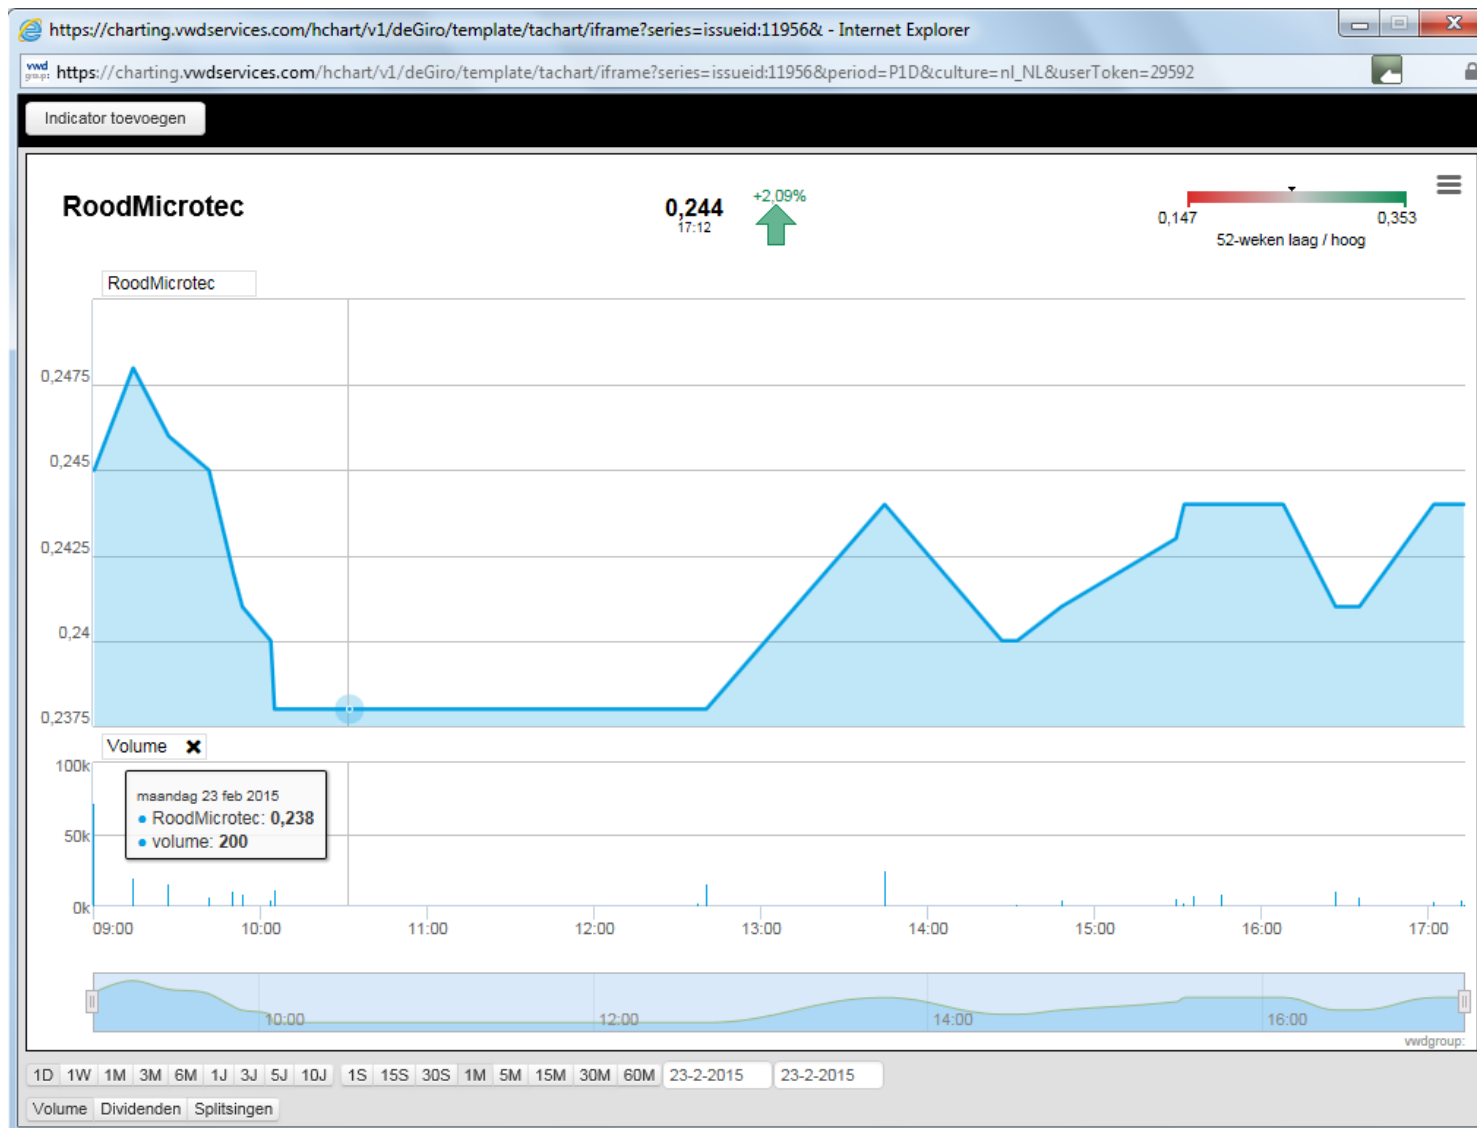 https://charting.vwdservices.com/hchart/v1/deGiro/template/tachart/iframe?series=issueid:11956& - Internet Explorer
vwd group: https://charting.vwdservices.com/hchart/v1/deGiro/template/tachart/iframe?series=issueid:11956&period=P1D&culture=nl_NL&userToken=29592
Indicator toevoegen
RoodMicrotec
0,244
17:12
+2,09%
0,147 0,353
52-weken laag / hoog
RoodMicrotec
0,2475
0,245
0,2425
0,24
0,2375
Volume
100k
50k
0k
maandag 23 feb 2015
RoodMicrotec: 0,238
volume: 200
09:00 10:00 11:00 12:00 13:00 14:00 15:00 16:00 17:00
10:00 12:00 14:00 16:00
vwdgroup:
1D 1W 1M 3M 6M 1J 3J 5J 10J 1S 15S 30S 1M 5M 15M 30M 60M 23-2-2015 23-2-2015
Volume Dividenden Splitsingen